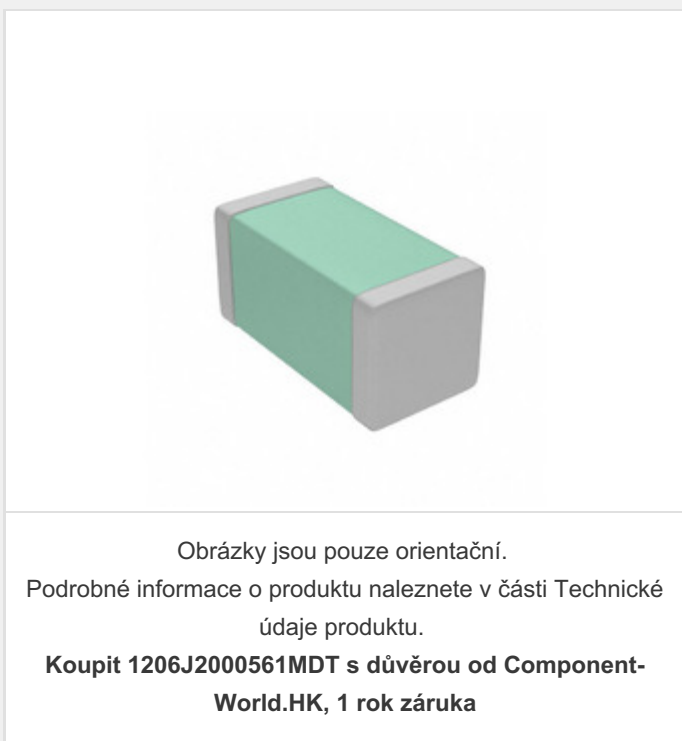 Obrázky jsou pouze orientační.
Podrobné informace o produktu naleznete v části Technické
údaje produktu.
Koupit 1206J2000561MDT s důvěrou od Component-
World.HK, 1 rok záruka